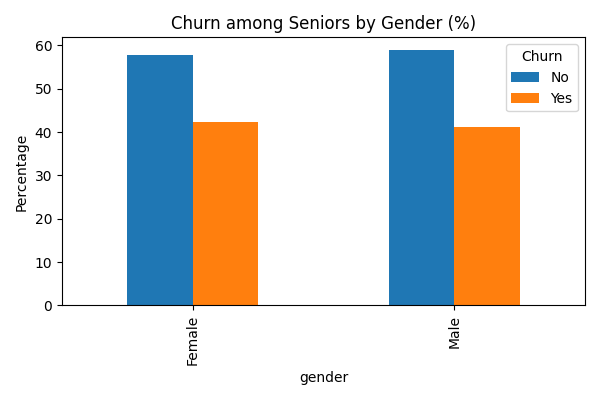 Churn among Seniors by Gender (%)
Churn
No
Yes
Percentage
60
50
40
30
20
10
0
Female
Male
gender